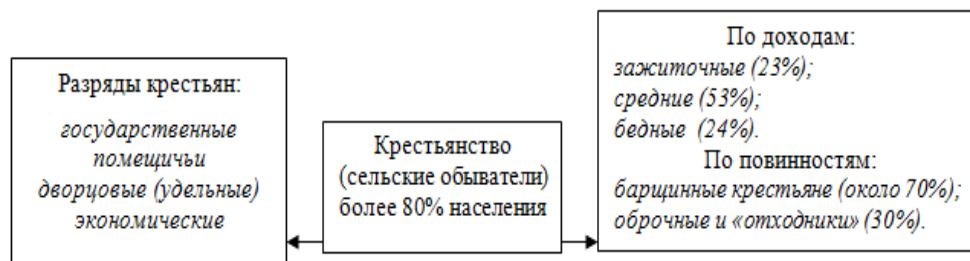 Разряды крестьян:
государственные
помещичьи
дворцовые (удельные)
экономические
Крестьянство
(сельские обыватели)
более 80% населения
По доходам:
зажиточные (23%);
средние (53%);
бедные (24%).
По повинностям:
барщинные крестьяне (около 70%);
оброчные и «отходники» (30%).